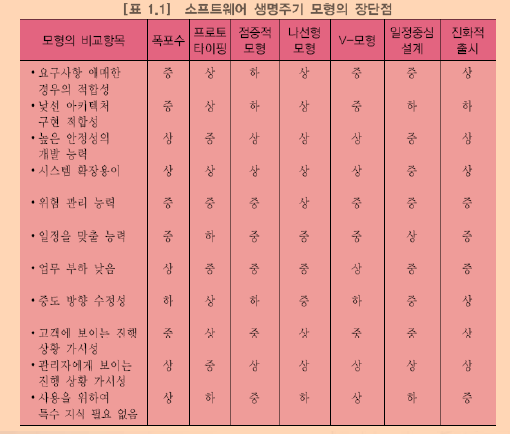 [표 1.1] 소프트웨어 생명주기 모형의 장단점
모형의 비교항목 폭포수 프로토타이핑 점증적 모형 나선형 모형 V-모형 일정중심 설계 진화적 출시
• 요구사항 애매한 경우의 적합성 중 상 하 상 중 중 상
• 낯선 아키텍처 구현 적합성 중 상 하 상 중 하 하
• 높은 안정성의 개발 능력 상 중 상 상 상 중 상
• 시스템 확장용이 상 상 상 상 상 중 상
• 위험 관리 능력 중 중 중 상 중 중 중
• 일정을 맞출 능력 중 하 중 중 중 상 중
• 업무 부하 낮음 상 중 중 중 상 중 중
• 중도 방향 수정성 하 상 하 중 하 중 상
• 고객에 보이는 진행 상황 가시성 중 상 중 상 중 중 상
• 관리자에게 보이는 진행 상황 가시성 상 중 상 상 상 상 상
• 사용을 위하여 특수 지식 필요 없음 상 하 중 하 상 하 중